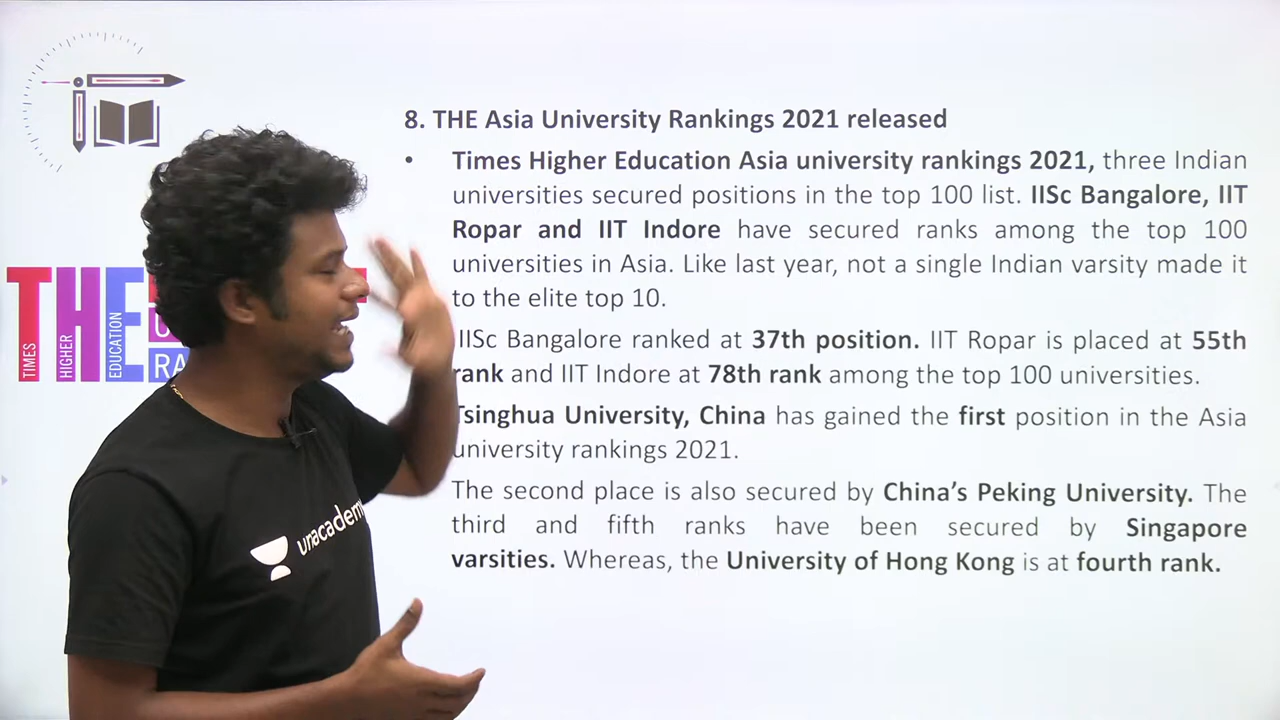 8. THE Asia University Rankings 2021 released
• Times Higher Education Asia university rankings 2021, three Indian
universities secured positions in the top 100 list. IISc Bangalore, IIT
Ropar and IIT Indore have secured ranks among the top 100
universities in Asia. Like last year, not a single Indian varsity made it
to the elite top 10.
IISc Bangalore ranked at 37th position. IIT Ropar is placed at 55th
rank and IIT Indore at 78th rank among the top 100 universities.
Tsinghua University, China has gained the first position in the Asia
university rankings 2021.
The second place is also secured by China's Peking University. The
third and fifth ranks have been secured by Singapore
varsities. Whereas, the University of Hong Kong is at fourth rank.
THE
TIMES
HIGHER
EDUCATION
unacademy